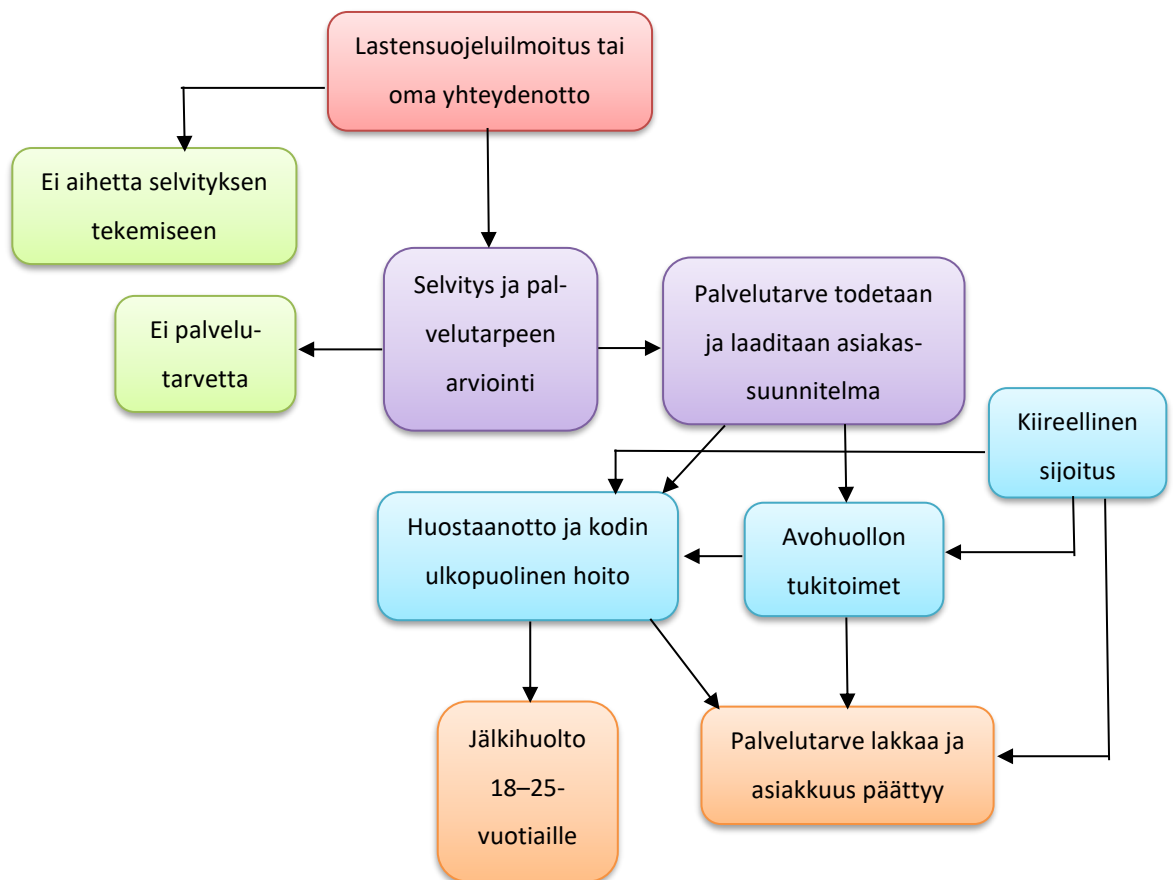 Lastensuojeluilmoitus tai
oma yhteydenotto
Ei aihetta selvityksen
tekemiseen
Selvitys ja pal-
velutarpeen
arviointi
Palvelutarve todetaan
ja laaditaan asiakas-
suunnitelma
Ei palvelu-
tarvetta
Kiireellinen
sijoitus
Huostaanotto ja kodin
ulkopuolinen hoito
Avohuollon
tukitoimet
Jälkihuolto
18–25-
vuotiaille
Palvelutarve lakkaa ja
asiakkuus päättyy